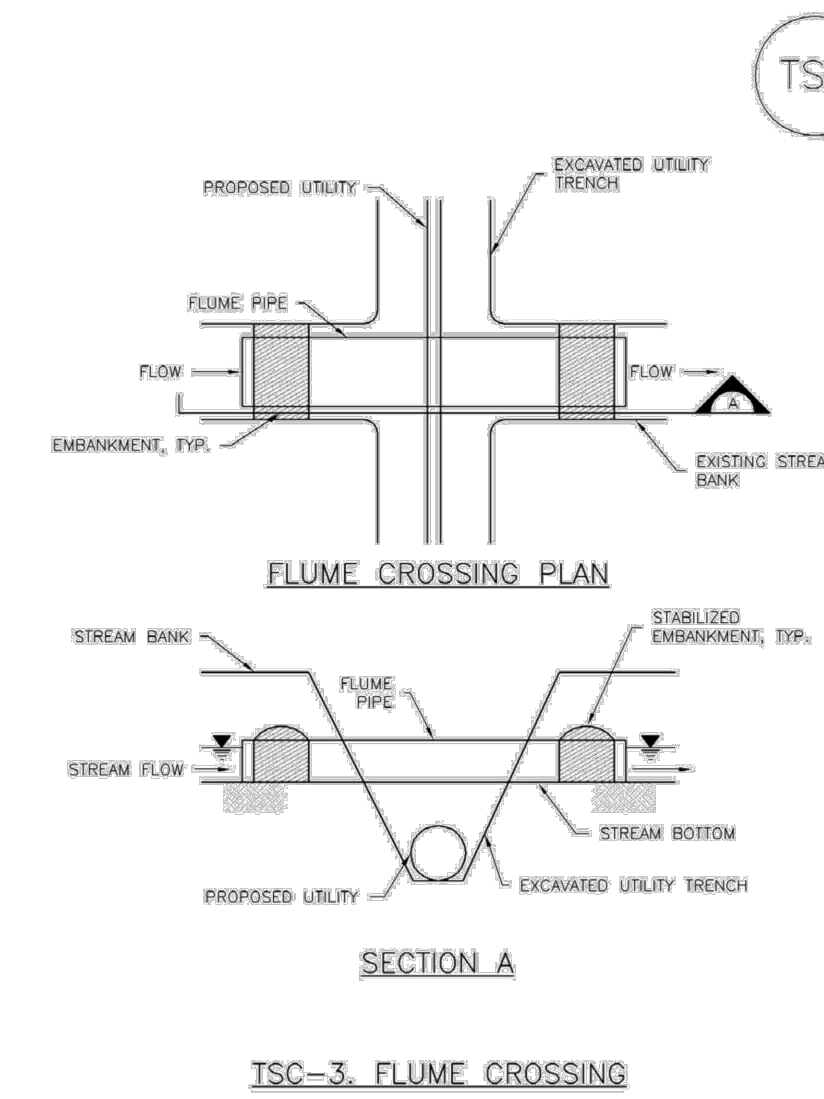 TS
EXCAVATED UTILITY
TRENCH
PROPOSED UTILITY
FLUME PIPE
FLOW
FLOW
A
EMBANKMENT, TYP.
EXISTING STREA
BANK
FLUME CROSSING PLAN
STABILIZED
EMBANKMENT, TYP.
STREAM BANK
FLUME
PIPE
STREAM FLOW
STREAM BOTTOM
EXCAVATED UTILITY TRENCH
PROPOSED UTILITY
SECTION A
TSC-3. FLUME CROSSING